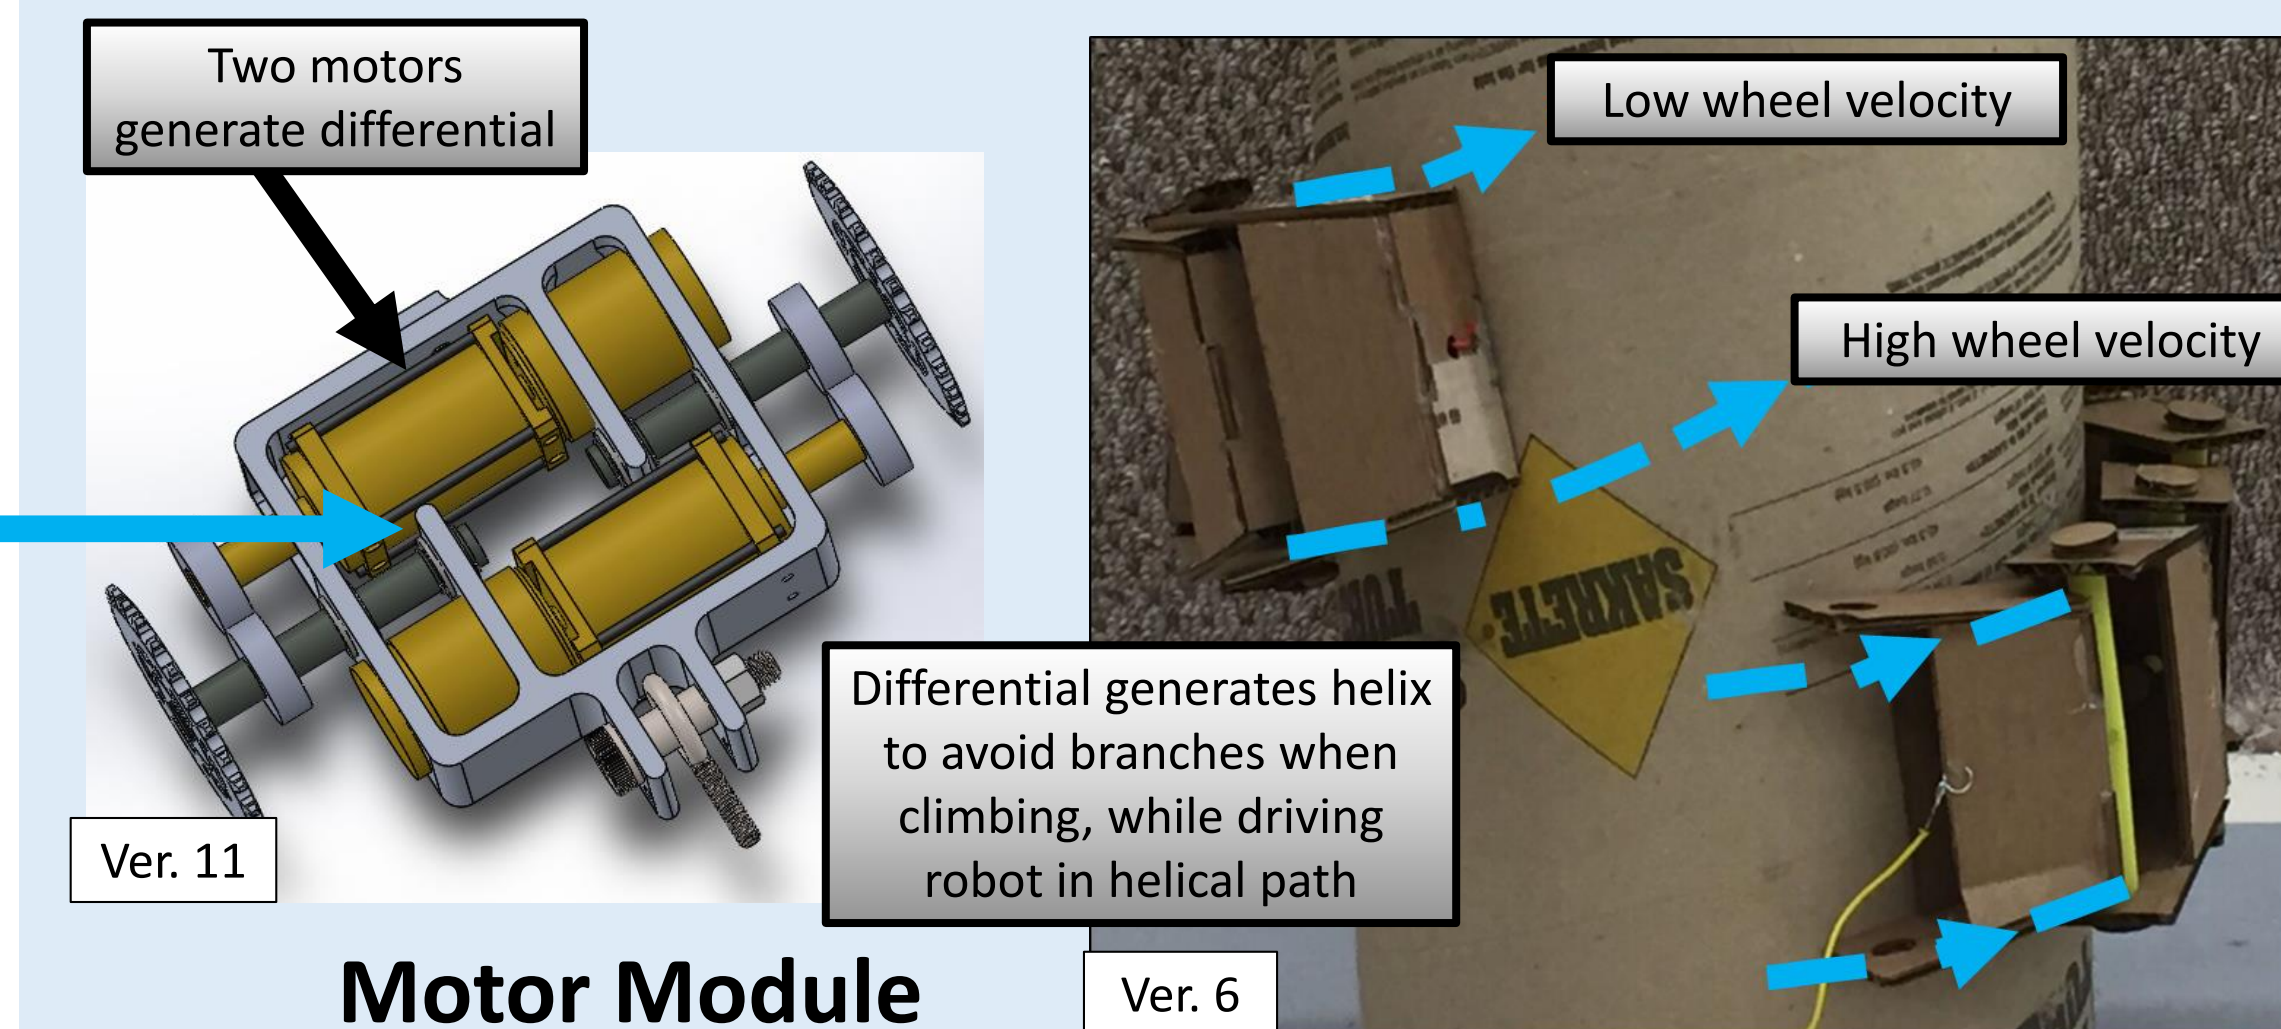 Two motors
generate differential
Low wheel velocity
High wheel velocity
SAKRETE
Differential generates helix
to avoid branches when
climbing, while driving
robot in helical path
Ver. 11
Motor Module
Ver. 6